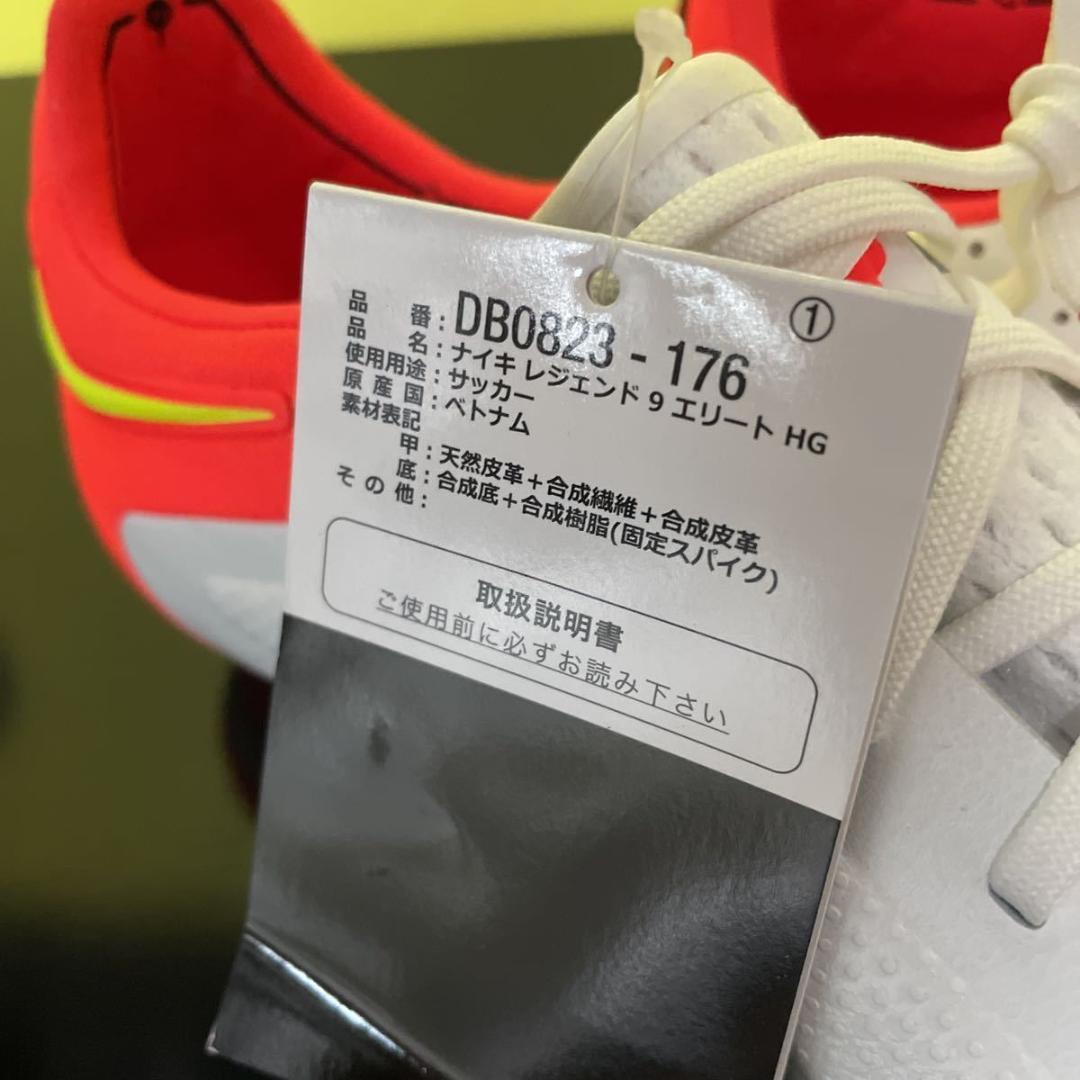 ①
品番：DB0823 - 176
品名：ナイキ レジェンド 9 エリート HG
使用用途：サッカー
原産国：ベトナム
素材表記
甲：天然皮革＋合成繊維＋合成皮革
底：合成底＋合成樹脂(固定スパイク)
その他：
取扱説明書
ご使用前に必ずお読み下さい